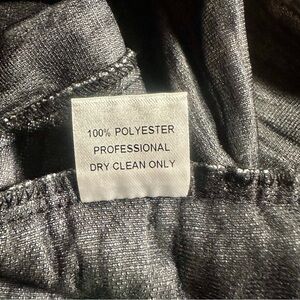 100% POLYESTER
PROFESSIONAL
DRY CLEAN ONLY